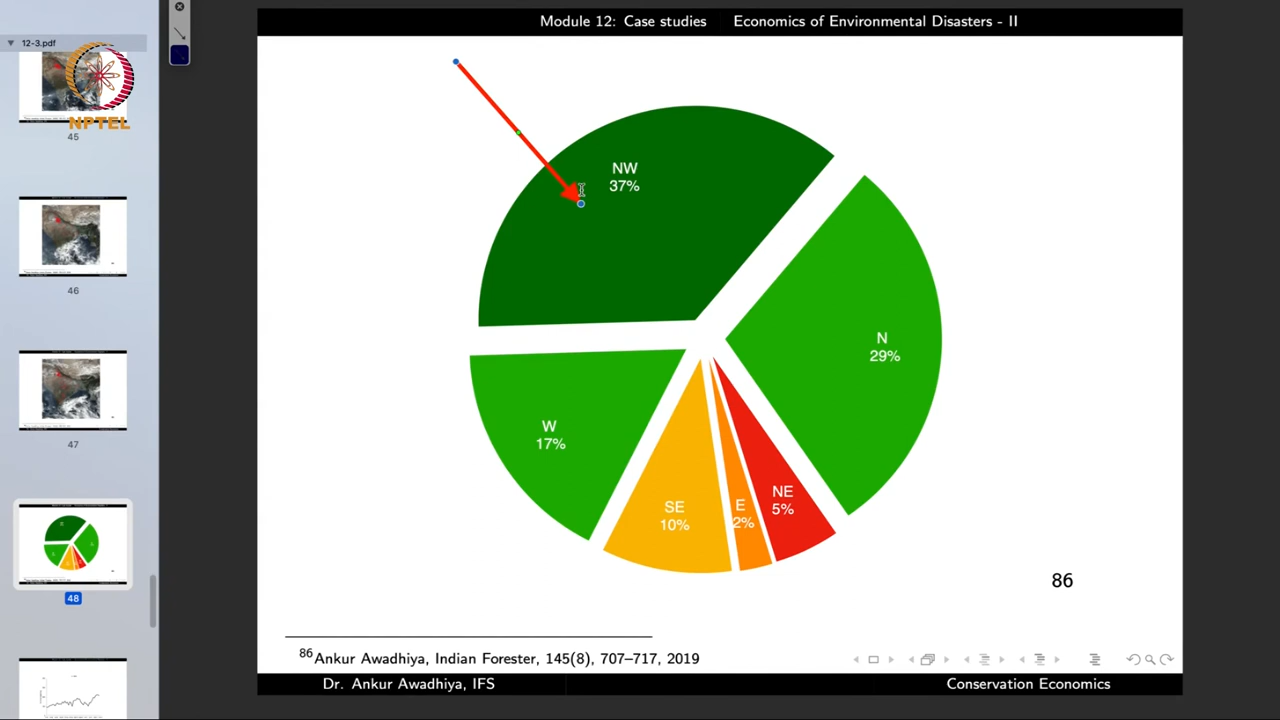 Module 12: Case studies Economics of Environmental Disasters - II
12-3.pdf
NPTEL
45
46
47
48
NW
37%
N
29%
W
17%
SE
10%
E
2%
NE
5%
86
86Ankur Awadhiya, Indian Forester, 145(8), 707–717, 2019
Dr. Ankur Awadhiya, IFS Conservation Economics